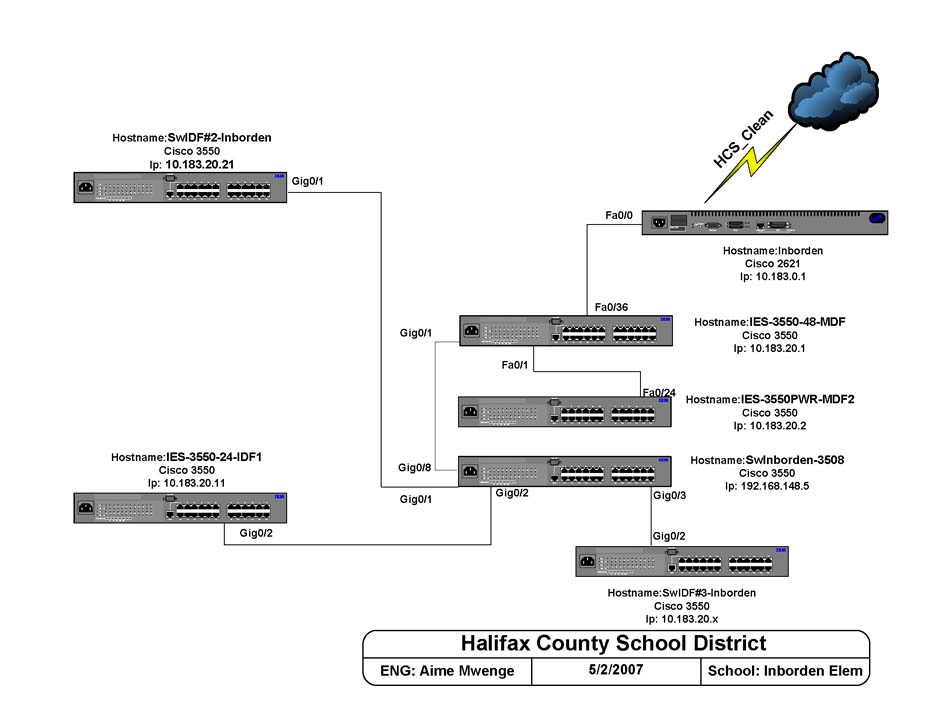 HCS_Clean
Hostname:SwIDF#2-Inborden
Cisco 3550
Ip: 10.183.20.21
Gig0/1
Fa0/0
Hostname:Inborden
Cisco 2621
Ip: 10.183.0.1
Fa0/36
Gig0/1
Hostname:IES-3550-48-MDF
Cisco 3550
Ip: 10.183.20.1
Fa0/1
Fa0/24
Hostname:IES-3550PWR-MDF2
Cisco 3550
Ip: 10.183.20.2
Hostname:IES-3550-24-IDF1
Cisco 3550
Ip: 10.183.20.11
Gig0/2
Gig0/8
Gig0/1
Gig0/2
Gig0/3
Hostname:SwInborden-3508
Cisco 3550
Ip: 192.168.148.5
Gig0/2
Hostname:SwIDF#3-Inborden
Cisco 3550
Ip: 10.183.20.x
Halifax County School District
ENG: Aime Mwenge
5/2/2007
School: Inborden Elem